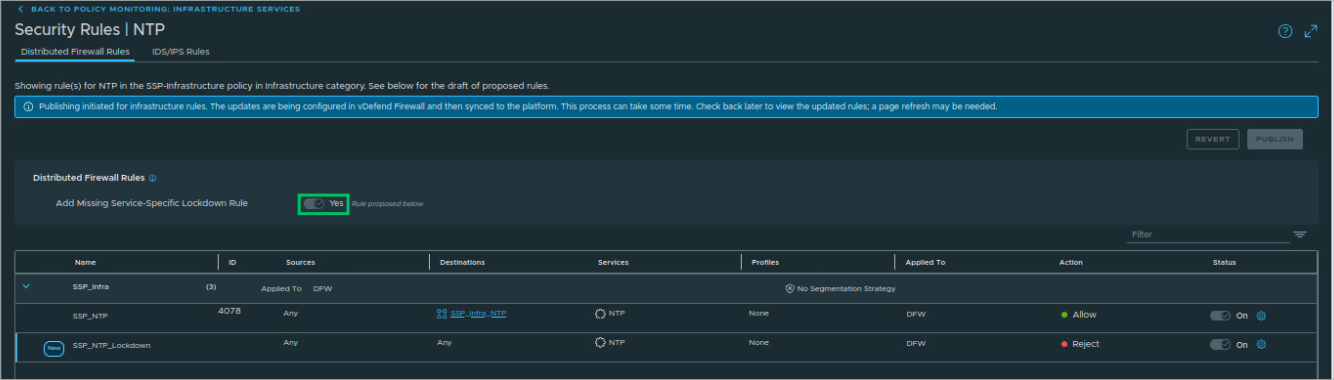 BACK TO POLICY MONITORING: INFRASTRUCTURE SERVICES
Security Rules | NTP
Distributed Firewall Rules IDS/IPS Rules
Showing rule(s) for NTP in the SSP-Infrastructure policy in Infrastructure category. See below for the draft of proposed rules.
Publishing initiated for infrastructure rules. The updates are being configured in vDefend Firewall and then synced to the platform. This process can take some time. Check back later to view the updated rules; a page refresh may be needed.
REVERT PUBLISH
Distributed Firewall Rules
Add Missing Service-Specific Lockdown Rule Yes Rule proposed below
Filter
Name ID Sources Destinations Services Profiles Applied To Action Status
SSP_Infra (3) Applied To DFW No Segmentation Strategy
SSP_NTP 4078 Any SSP_Infra_NTP NTP None DFW Allow On
New SSP_NTP_Lockdown Any Any NTP None DFW Reject On